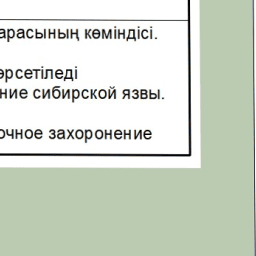 арасының көміндісі.
өрсетіледі
ние сибирской язвы.
очное захоронение